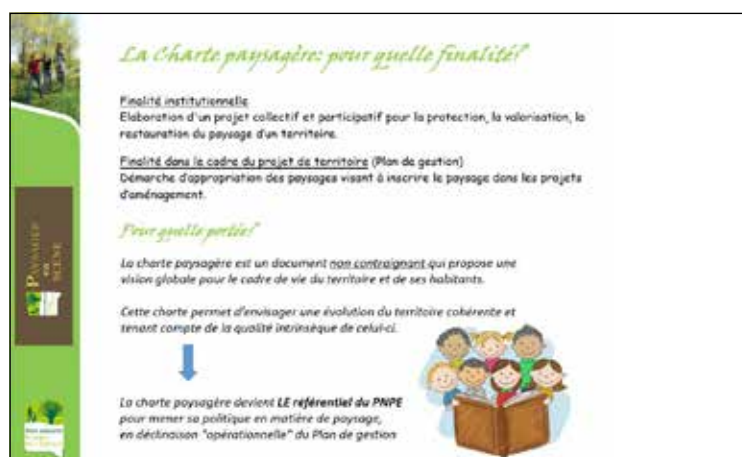 La Charte paysagère: pour quelle finalité?
Finalité institutionnelle
Elaboration d'un projet collectif et participatif pour la protection, la valorisation, la
restauration du paysage d'un territoire.
Finalité dans le cadre du projet de territoire (Plan de gestion)
Démarche d'appropriation des paysages visant à inscrire le paysage dans les projets
d'aménagement.
Pour quelle portée?
La charte paysagère est un document non contraignant qui propose une
vision globale pour le cadre de vie du territoire et de ses habitants.
Cette charte permet d'envisager une évolution du territoire cohérente et
tenant compte de la qualité intrinsèque de celui-ci.
La charte paysagère devient LE référentiel du PNPE
pour mener sa politique en matière de paysage,
en déclinaison "opérationnelle" du Plan de gestion
PAYSAGES
en
SCÈNE